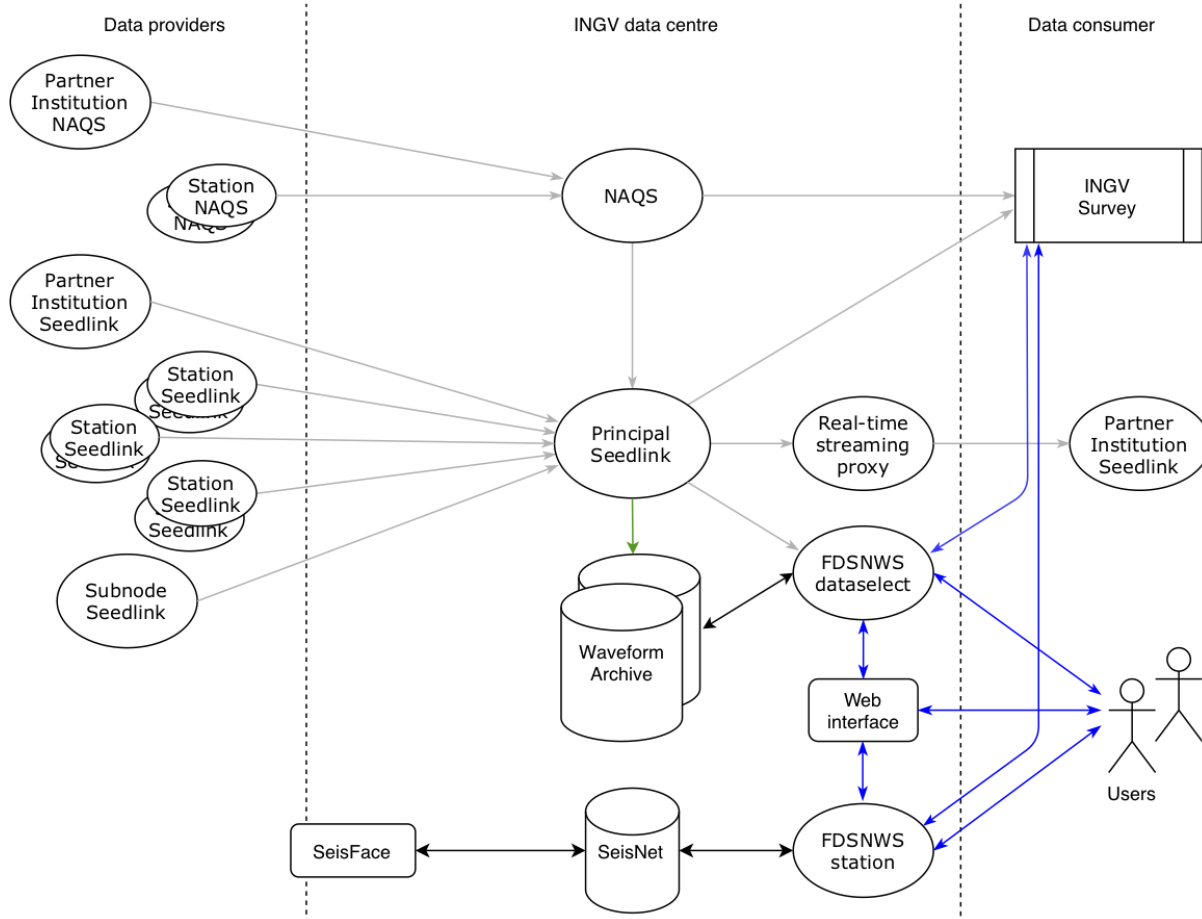 Data providers
INGV data centre
Data consumer
Partner
Institution
NAQS
Station
NAQS
NAQS
NAQS
INGV
Survey
Partner
Institution
Seedlink
Station
Seedlink
Seedlink
Station
Seedlink
Seedlink
Station
Seedlink
Seedlink
Principal
Seedlink
Real-time
streaming
proxy
Partner
Institution
Seedlink
Subnode
Seedlink
FDSNWS
dataselect
Waveform
Archive
Web
interface
Users
SeisFace
SeisNet
FDSNWS
station